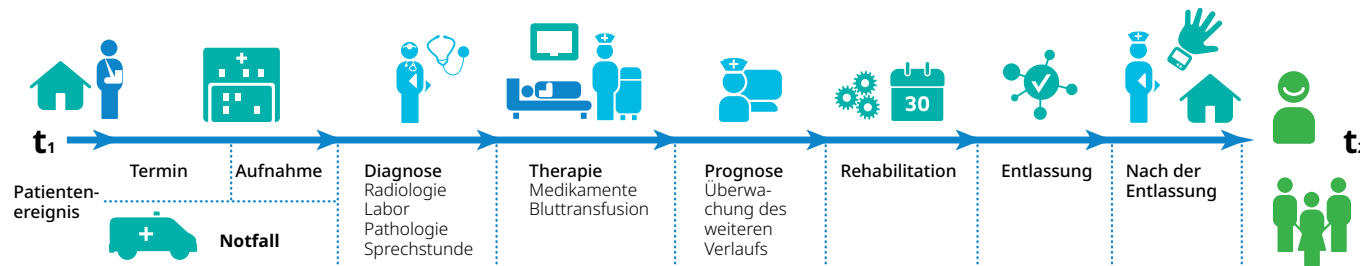 30
t1
t2
Patienten-
ereignis
Termin
Aufnahme
Notfall
Diagnose
Radiologie
Labor
Pathologie
Sprechstunde
Therapie
Medikamente
Bluttransfusion
Prognose
Überwa-
chung des
weiteren
Verlaufs
Rehabilitation
Entlassung
Nach der
Entlassung